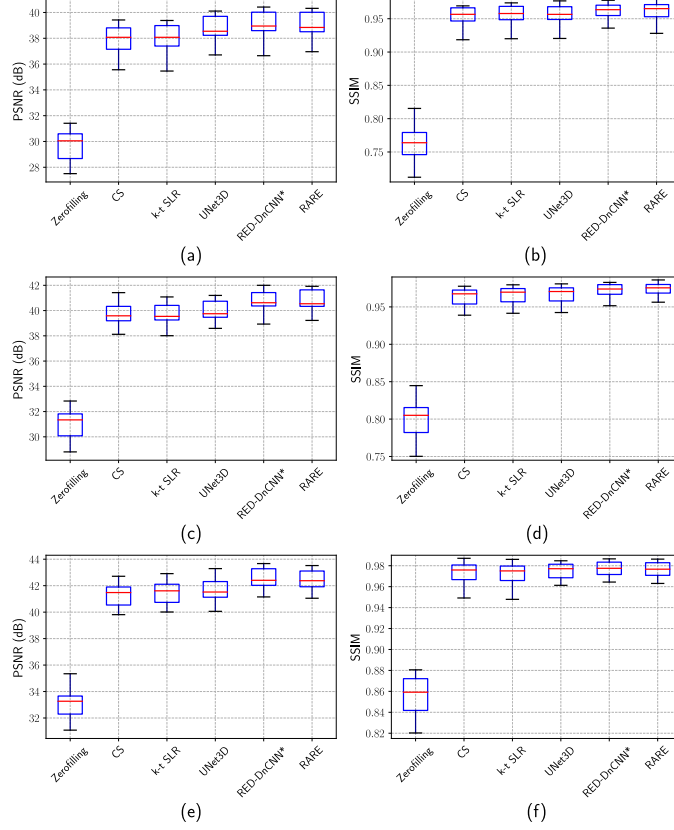 40
38
36
34
32
30
28
PSNR (dB)
Zerofilling
CS
k-t SLR
UNet3D
RED-DnCNN*
RARE
(a)
0.95
0.90
0.85
0.80
0.75
SSIM
Zerofilling
CS
k-t SLR
UNet3D
RED-DnCNN*
RARE
(b)
42
40
38
36
34
32
30
PSNR (dB)
Zerofilling
CS
k-t SLR
UNet3D
RED-DnCNN*
RARE
(c)
0.95
0.90
0.85
0.80
0.75
SSIM
Zerofilling
CS
k-t SLR
UNet3D
RED-DnCNN*
RARE
(d)
44
42
40
38
36
34
32
PSNR (dB)
Zerofilling
CS
k-t SLR
UNet3D
RED-DnCNN*
RARE
(e)
0.98
0.96
0.94
0.92
0.90
0.88
0.86
0.84
0.82
SSIM
Zerofilling
CS
k-t SLR
UNet3D
RED-DnCNN*
RARE
(f)